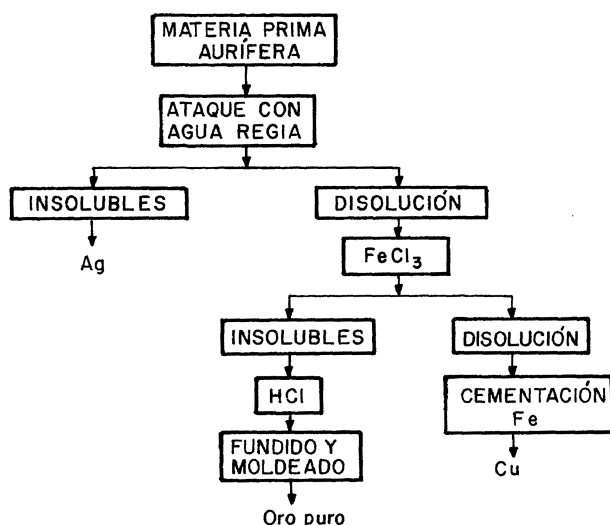 MATERIA PRIMA
AURÍFERA
ATAQUE CON
AGUA REGIA
INSOLUBLES
DISOLUCIÓN
Ag
FeCl₃
INSOLUBLES
DISOLUCIÓN
HCl
CEMENTACIÓN
Fe
FUNDIDO Y
MOLDEADO
Cu
Oro puro